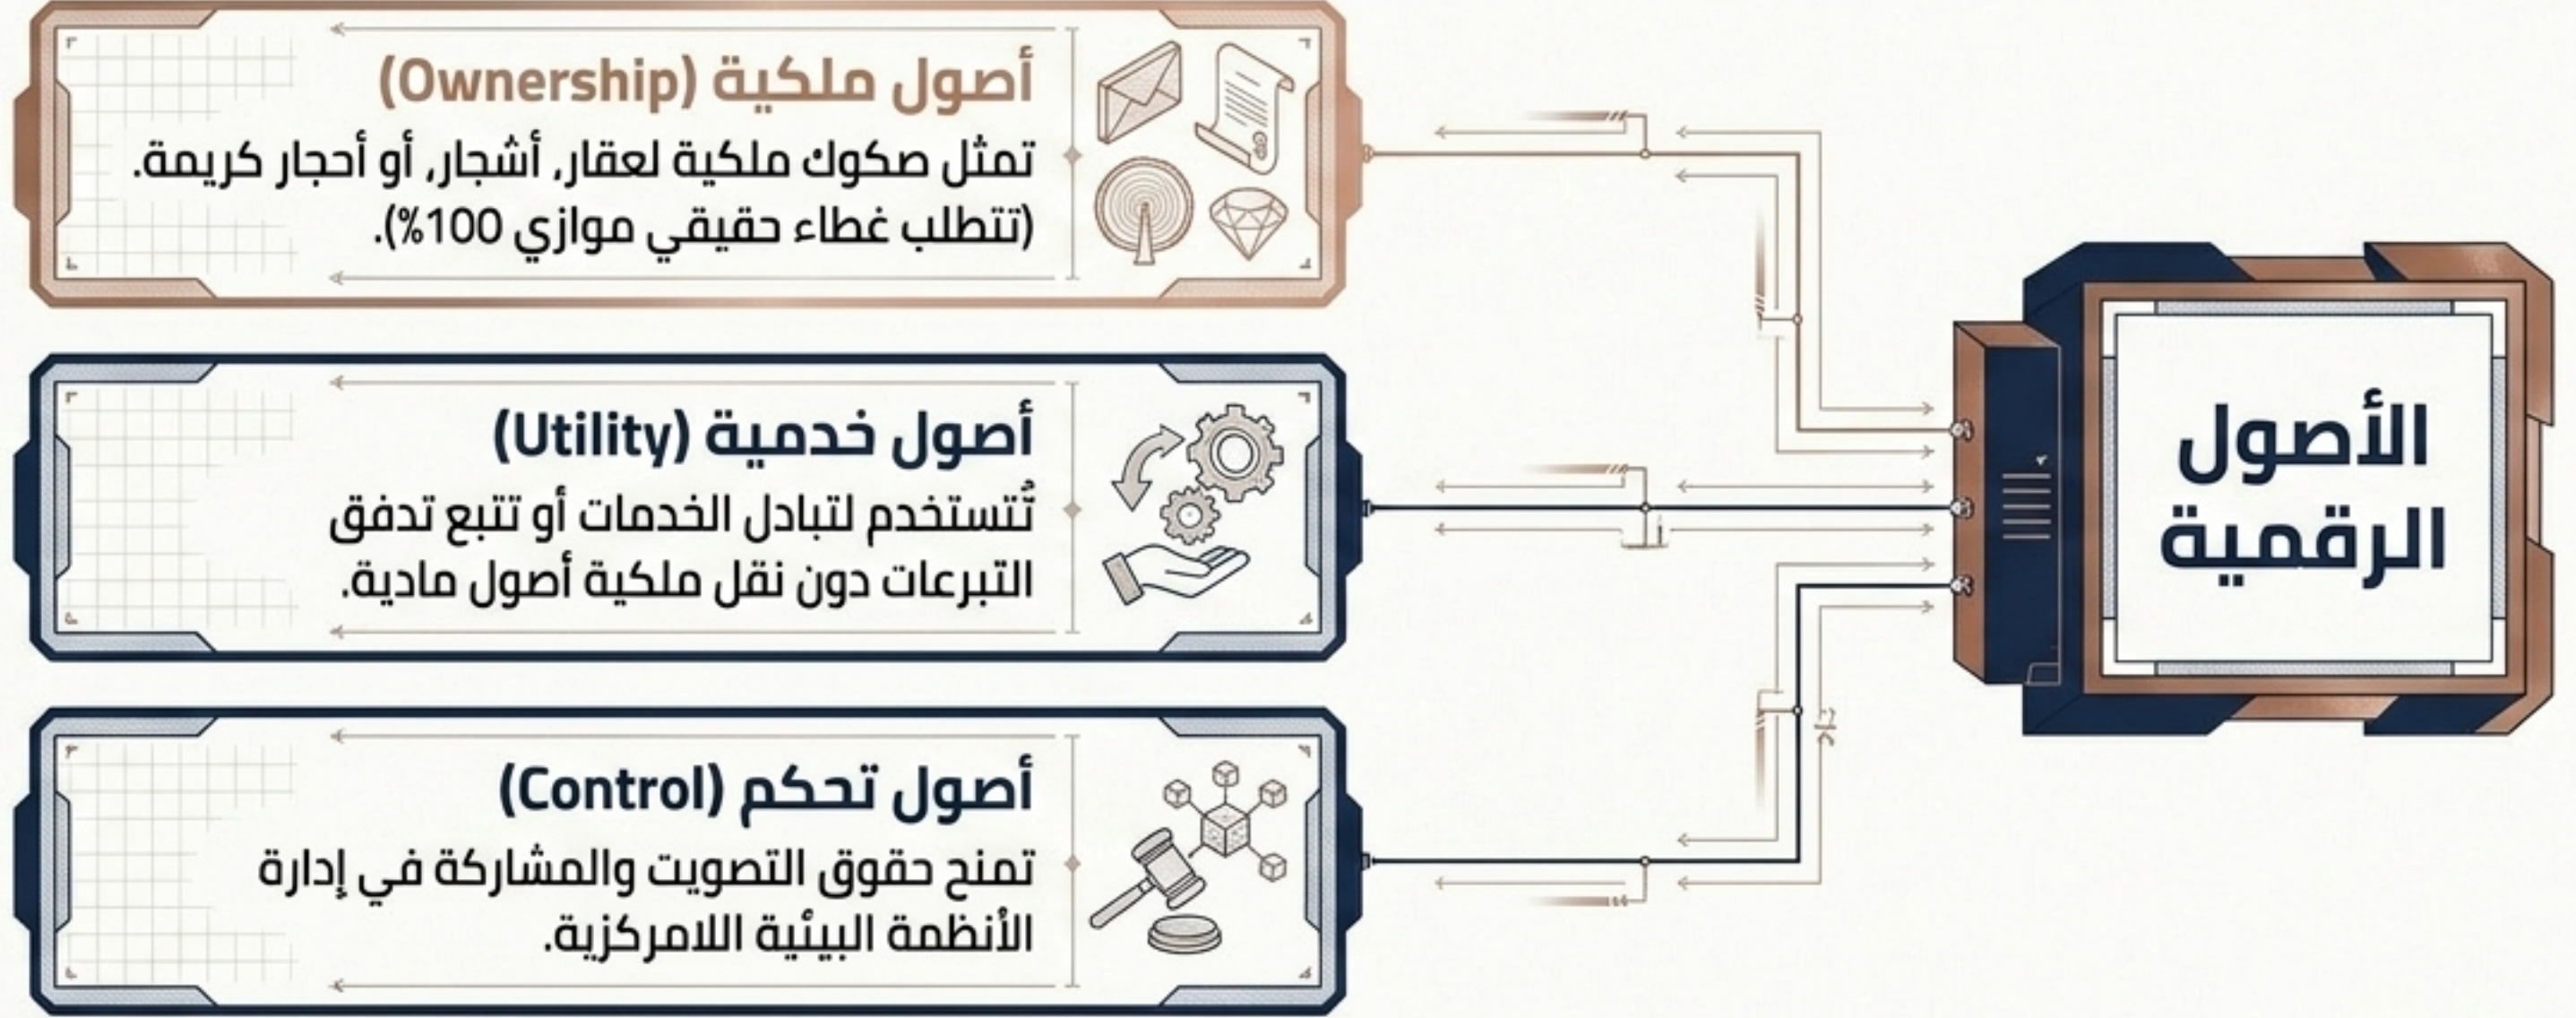 الأصول
الرقمية
أصول ملكية (Ownership)
تمثل صكوك ملكية لعقار, أشجار, أو أحجار كريمة.
(تتطلب غطاء حقيقي موازي 100%).
أصول خدمية (Utility)
تُتستخدم لتبادل الخدمات أو تتبع تدفق
التبرعات دون نقل ملكية أصول مادية.
أصول تحكم (Control)
تمنح حقوق التصويت والمشاركة في إدارة
الأنظمة البيئية اللامركزية.